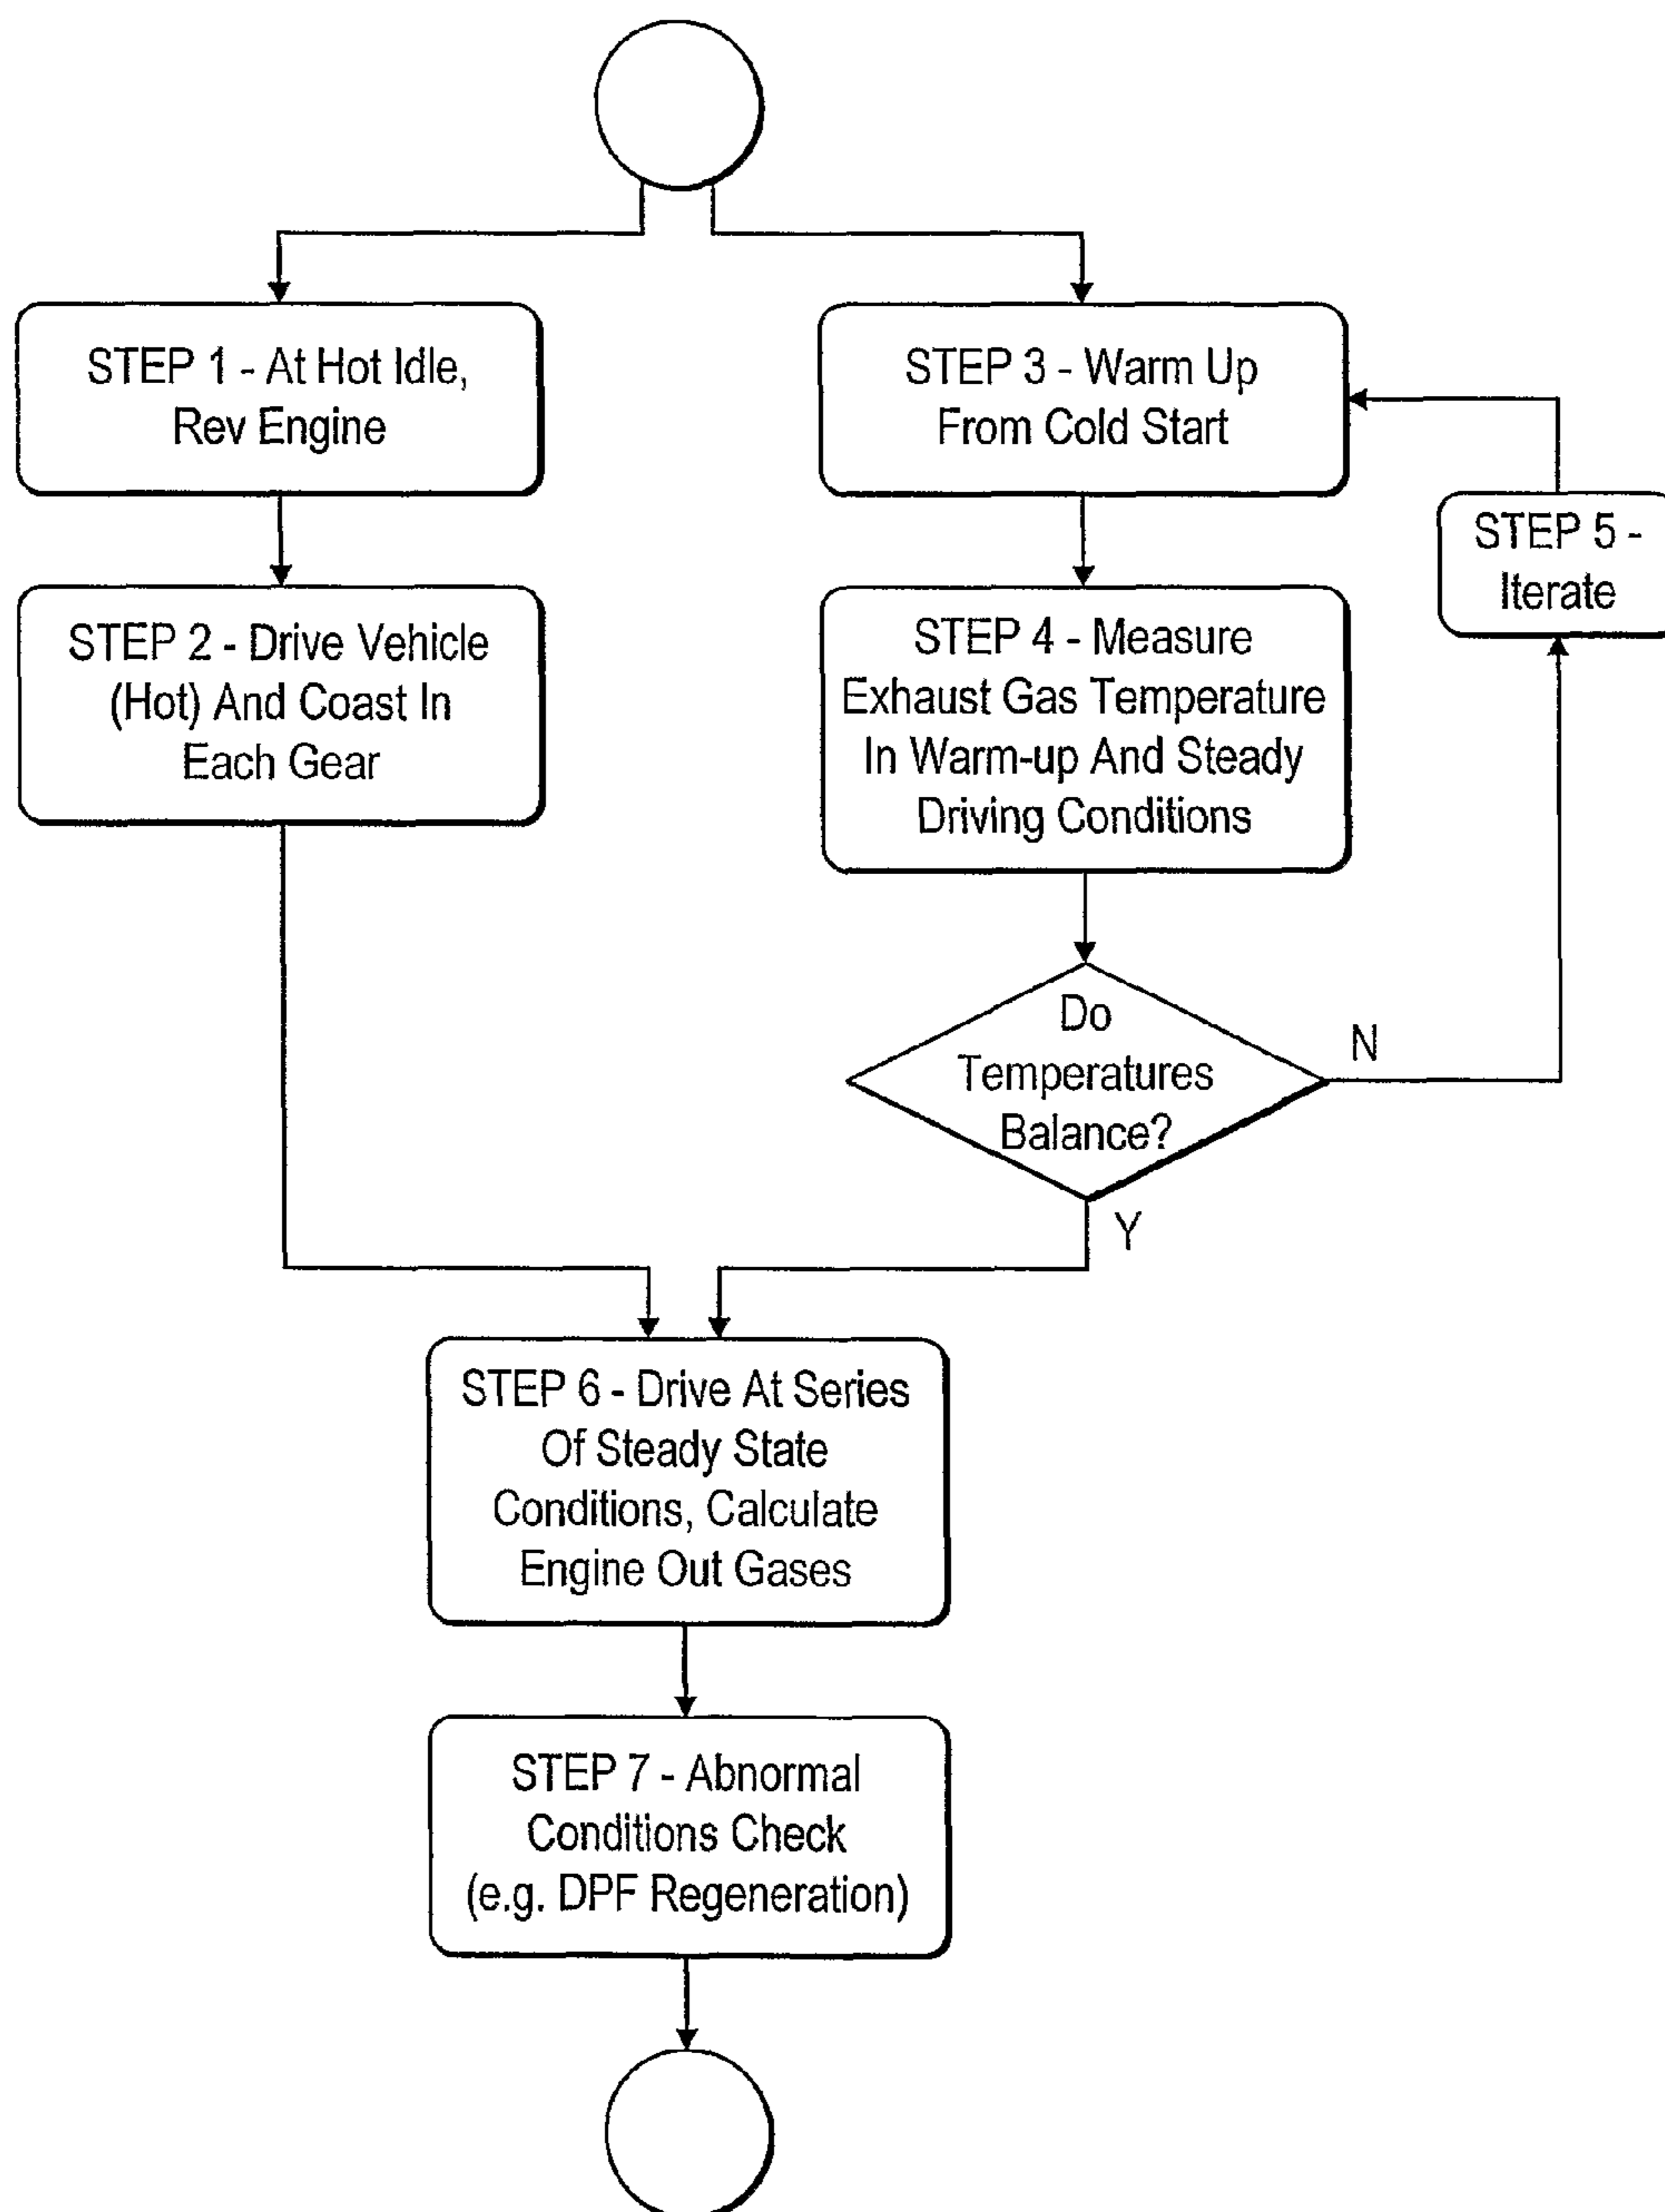 STEP 1 - At Hot Idle,
Rev Engine
STEP 2 - Drive Vehicle
(Hot) And Coast In
Each Gear
STEP 3 - Warm Up
From Cold Start
STEP 4 - Measure
Exhaust Gas Temperature
In Warm-up And Steady
Driving Conditions
STEP 5 -
Iterate
Do
Temperatures
Balance?
N
Y
STEP 6 - Drive At Series
Of Steady State
Conditions, Calculate
Engine Out Gases
STEP 7 - Abnormal
Conditions Check
(e.g. DPF Regeneration)